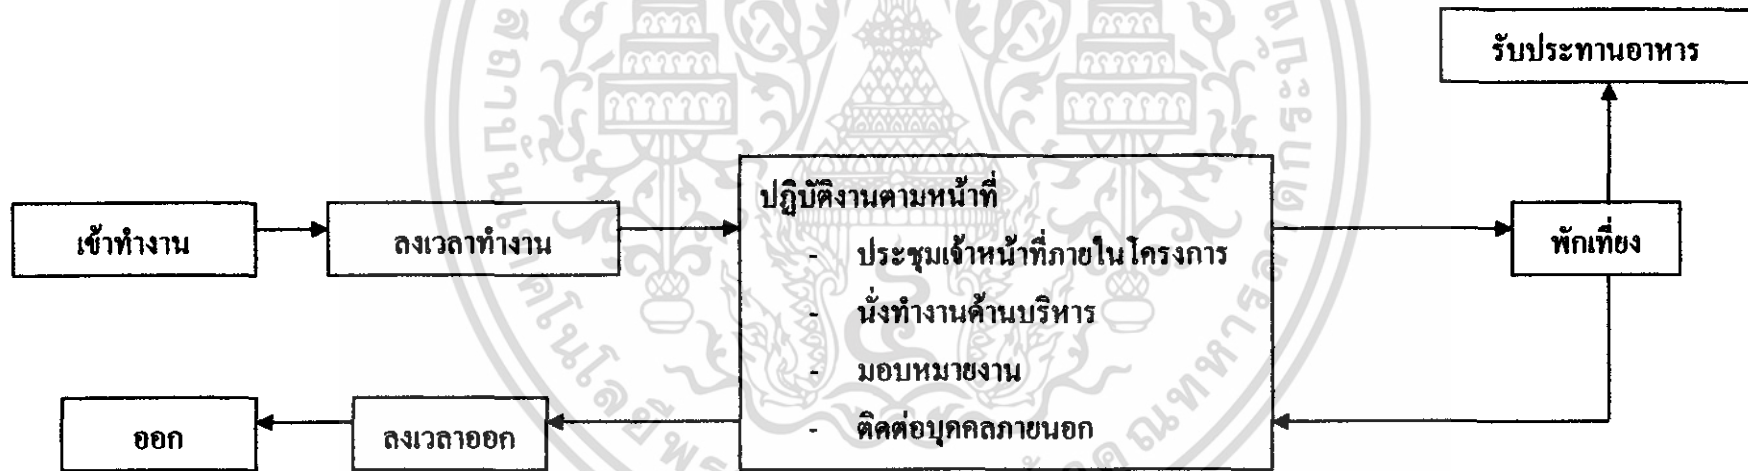 รับประทานอาหาร
เข้าทำงาน
ลงเวลาทำงาน
ปฏิบัติงานตามหน้าที่
- ประชุมเจ้าหน้าที่ภายในโครงการ
- นั่งทำงานด้านบริหาร
- มอบหมายงาน
- ติดต่อบุคคลภายนอก
พักเที่ยง
ออก
ลงเวลาออก